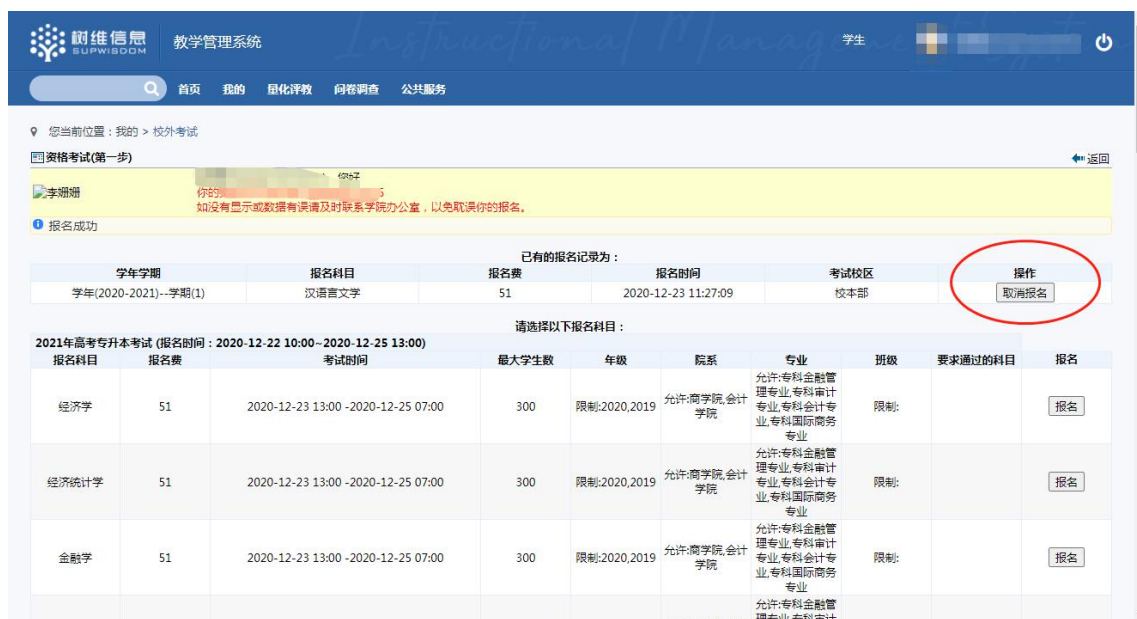 树维信息
SUPWISDOM
教学管理系统
学生
首页 我的 量化评教 问卷调查 公共服务
您当前位置：我的 > 校外考试
资格考试(第一步)
返回
李姗姗
您好
你的
5
如没有显示或数据有误请及时联系学院办公室，以免耽误你的报名。
报名成功
已有的报名记录为：
学年学期 报名科目 报名费 报名时间 考试校区 操作
学年(2020-2021)--学期(1) 汉语言文学 51 2020-12-23 11:27:09 校本部 取消报名
请选择以下报名科目：
2021年高考专升本考试 (报名时间：2020-12-22 10:00~2020-12-25 13:00)
报名科目 报名费 考试时间 最大学生数 年级 院系 专业 班级 要求通过的科目 报名
经济学 51 2020-12-23 13:00 -2020-12-25 07:00 300 限制:2020,2019 允许:商学院,会计学院 允许:专科金融管理专业,专科审计专业,专科会计专业,专科国际商务专业 限制: 报名
经济统计学 51 2020-12-23 13:00 -2020-12-25 07:00 300 限制:2020,2019 允许:商学院,会计学院 允许:专科金融管理专业,专科审计专业,专科会计专业,专科国际商务专业 限制: 报名
金融学 51 2020-12-23 13:00 -2020-12-25 07:00 300 限制:2020,2019 允许:商学院,会计学院 允许:专科金融管理专业,专科审计专业,专科会计专业,专科国际商务专业 限制: 报名
允许:专科金融管